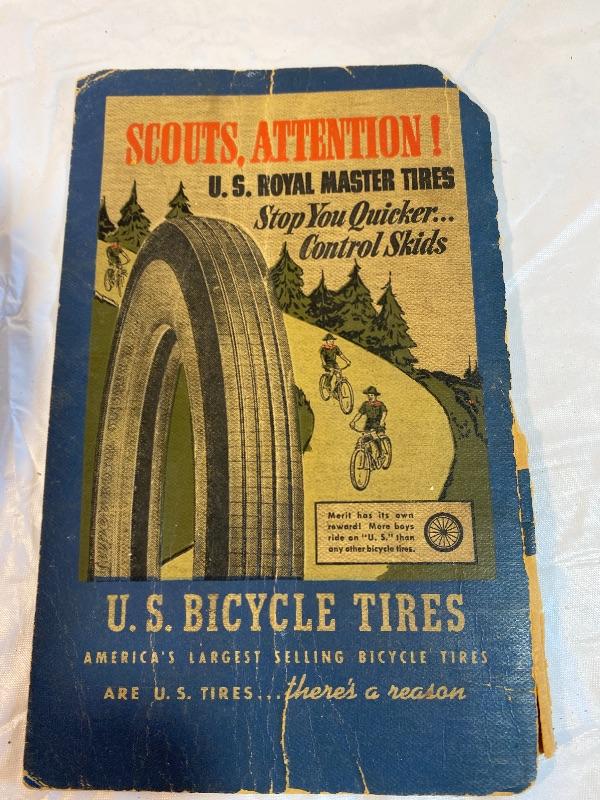 SCOUTS, ATTENTION!
U.S. ROYAL MASTER TIRES
Stop You Quicker...
Control Skids
Merit has its own
reward! More boys
ride on "U.S." than
any other bicycle tires.
U.S. BICYCLE TIRES
AMERICA'S LARGEST SELLING BICYCLE TIRES
ARE U.S. TIRES... there's a reason